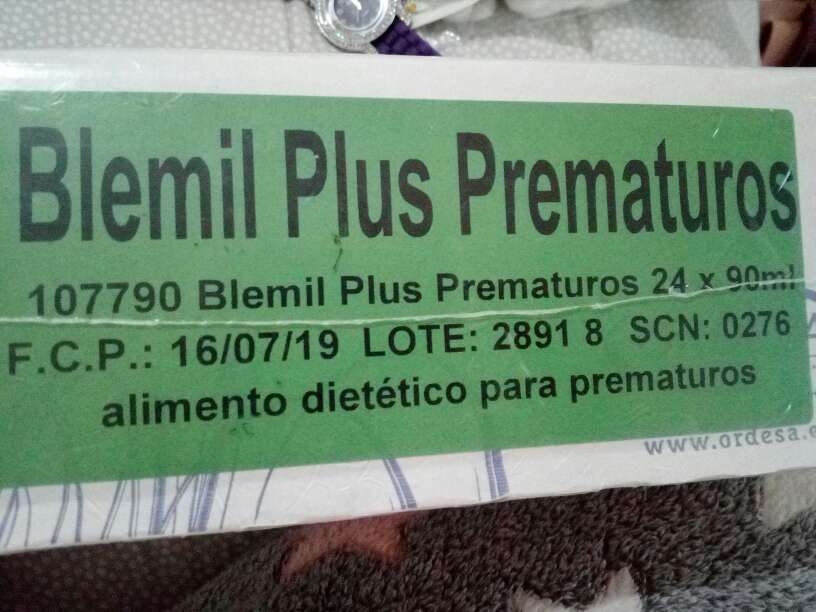 Blemil Plus Prematuros
107790 Blemil Plus Prematuros 24 x 90ml
F.C.P.: 16/07/19 LOTE: 2891 8 SCN: 0276
alimento dietético para prematuros
www.ordesa.e